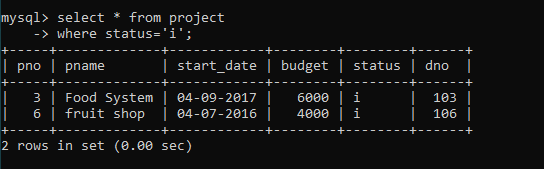 mysql> select * from project
    -> where status='i';
+-----+-------------+------------+--------+--------+------+
| pno | pname       | start_date | budget | status | dno  |
+-----+-------------+------------+--------+--------+------+
|   3 | Food System | 04-09-2017 |   6000 | i      |  103 |
|   6 | fruit shop  | 04-07-2016 |   4000 | i      |  106 |
+-----+-------------+------------+--------+--------+------+
2 rows in set (0.00 sec)